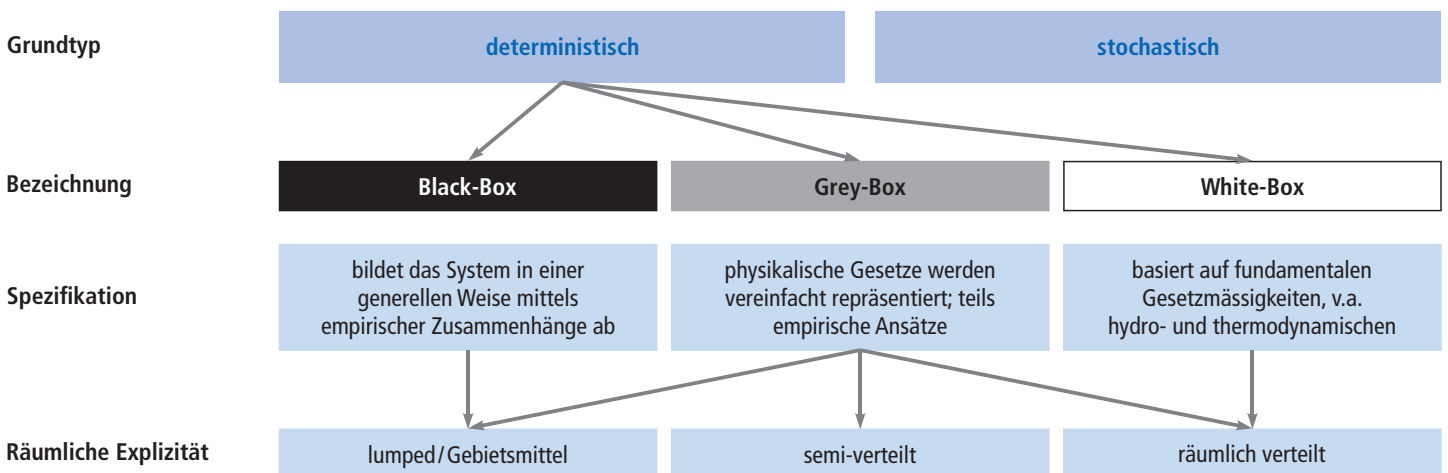 Grundtyp
deterministisch
stochastisch
Bezeichnung
Black-Box
Grey-Box
White-Box
Spezifikation
bildet das System in einer
generellen Weise mittels
empirischer Zusammenhänge ab
physikalische Gesetze werden
vereinfacht repräsentiert; teils
empirische Ansätze
basiert auf fundamentalen
Gesetzmässigkeiten, v.a.
hydro- und thermodynamischen
Räumliche Explizität
lumped/Gebietsmittel
semi-verteilt
räumlich verteilt